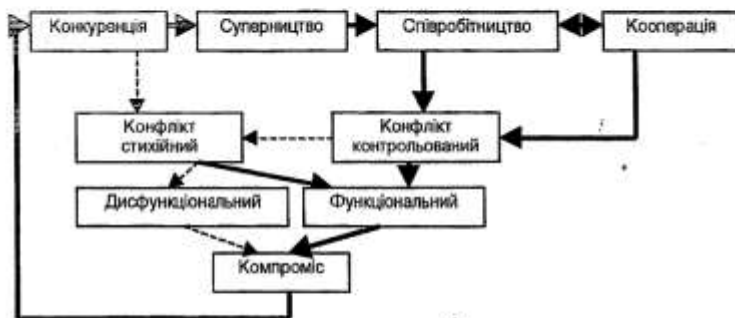 Конкуренція
Суперництво
Співробітництво
Кооперація
Конфлікт
стихійний
Конфлікт
контрольований
Дисфункціональний
Функціональний
Компроміс